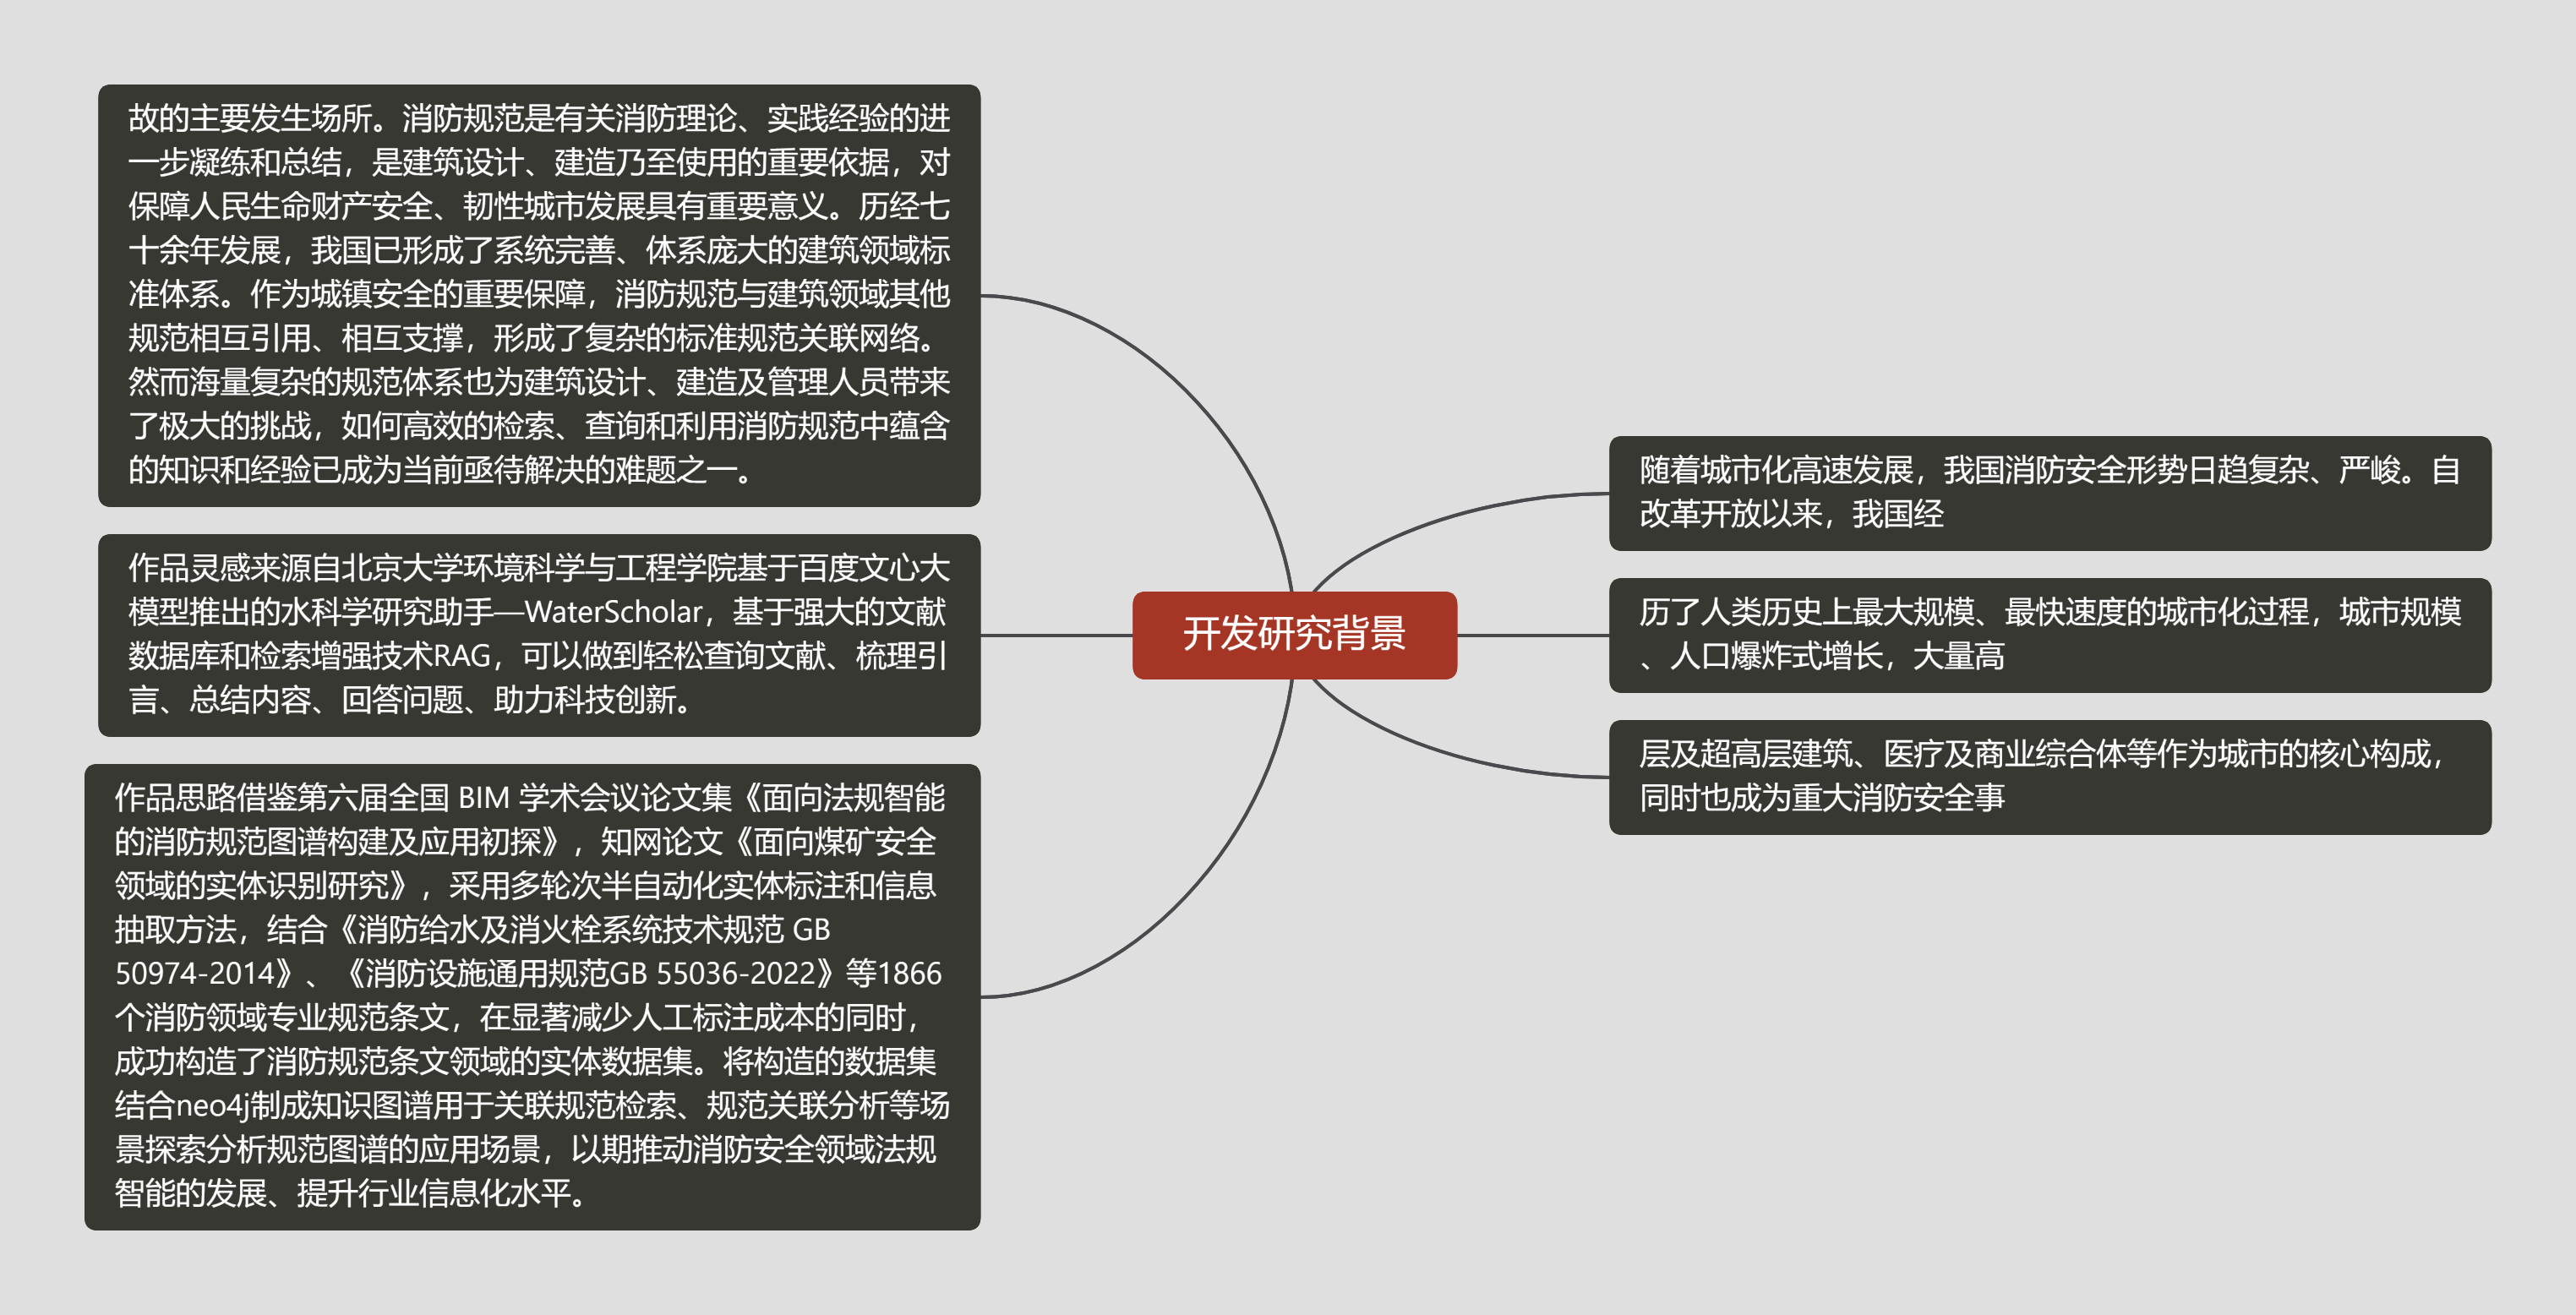 开发研究背景
随着城市化高速发展，我国消防安全形势日趋复杂、严峻。自
改革开放以来，我国经
历了人类历史上最大规模、最快速度的城市化过程，城市规模
、人口爆炸式增长，大量高
层及超高层建筑、医疗及商业综合体等作为城市的核心构成，
同时也成为重大消防安全事
故的主要发生场所。消防规范是有关消防理论、实践经验的进
一步凝练和总结，是建筑设计、建造乃至使用的重要依据，对
保障人民生命财产安全、韧性城市发展具有重要意义。历经七
十余年发展，我国已形成了系统完善、体系庞大的建筑领域标
准体系。作为城镇安全的重要保障，消防规范与建筑领域其他
规范相互引用、相互支撑，形成了复杂的标准规范关联网络。
然而海量复杂的规范体系也为建筑设计、建造及管理人员带来
了极大的挑战，如何高效的检索、查询和利用消防规范中蕴含
的知识和经验已成为当前亟待解决的难题之一。
作品灵感来源自北京大学环境科学与工程学院基于百度文心大
模型推出的水科学研究助手—WaterScholar，基于强大的文献
数据库和检索增强技术RAG，可以做到轻松查询文献、梳理引
言、总结内容、回答问题、助力科技创新。
作品思路借鉴第六届全国 BIM 学术会议论文集《面向法规智能
的消防规范图谱构建及应用初探》，知网论文《面向煤矿安全
领域的实体识别研究》，采用多轮次半自动化实体标注和信息
抽取方法，结合《消防给水及消火栓系统技术规范 GB
50974-2014》、《消防设施通用规范GB 55036-2022》等1866
个消防领域专业规范条文，在显著减少人工标注成本的同时，
成功构造了消防规范条文领域的实体数据集。将构造的数据集
结合neo4j制成知识图谱用于关联规范检索、规范关联分析等场
景探索分析规范图谱的应用场景，以期推动消防安全领域法规
智能的发展、提升行业信息化水平。